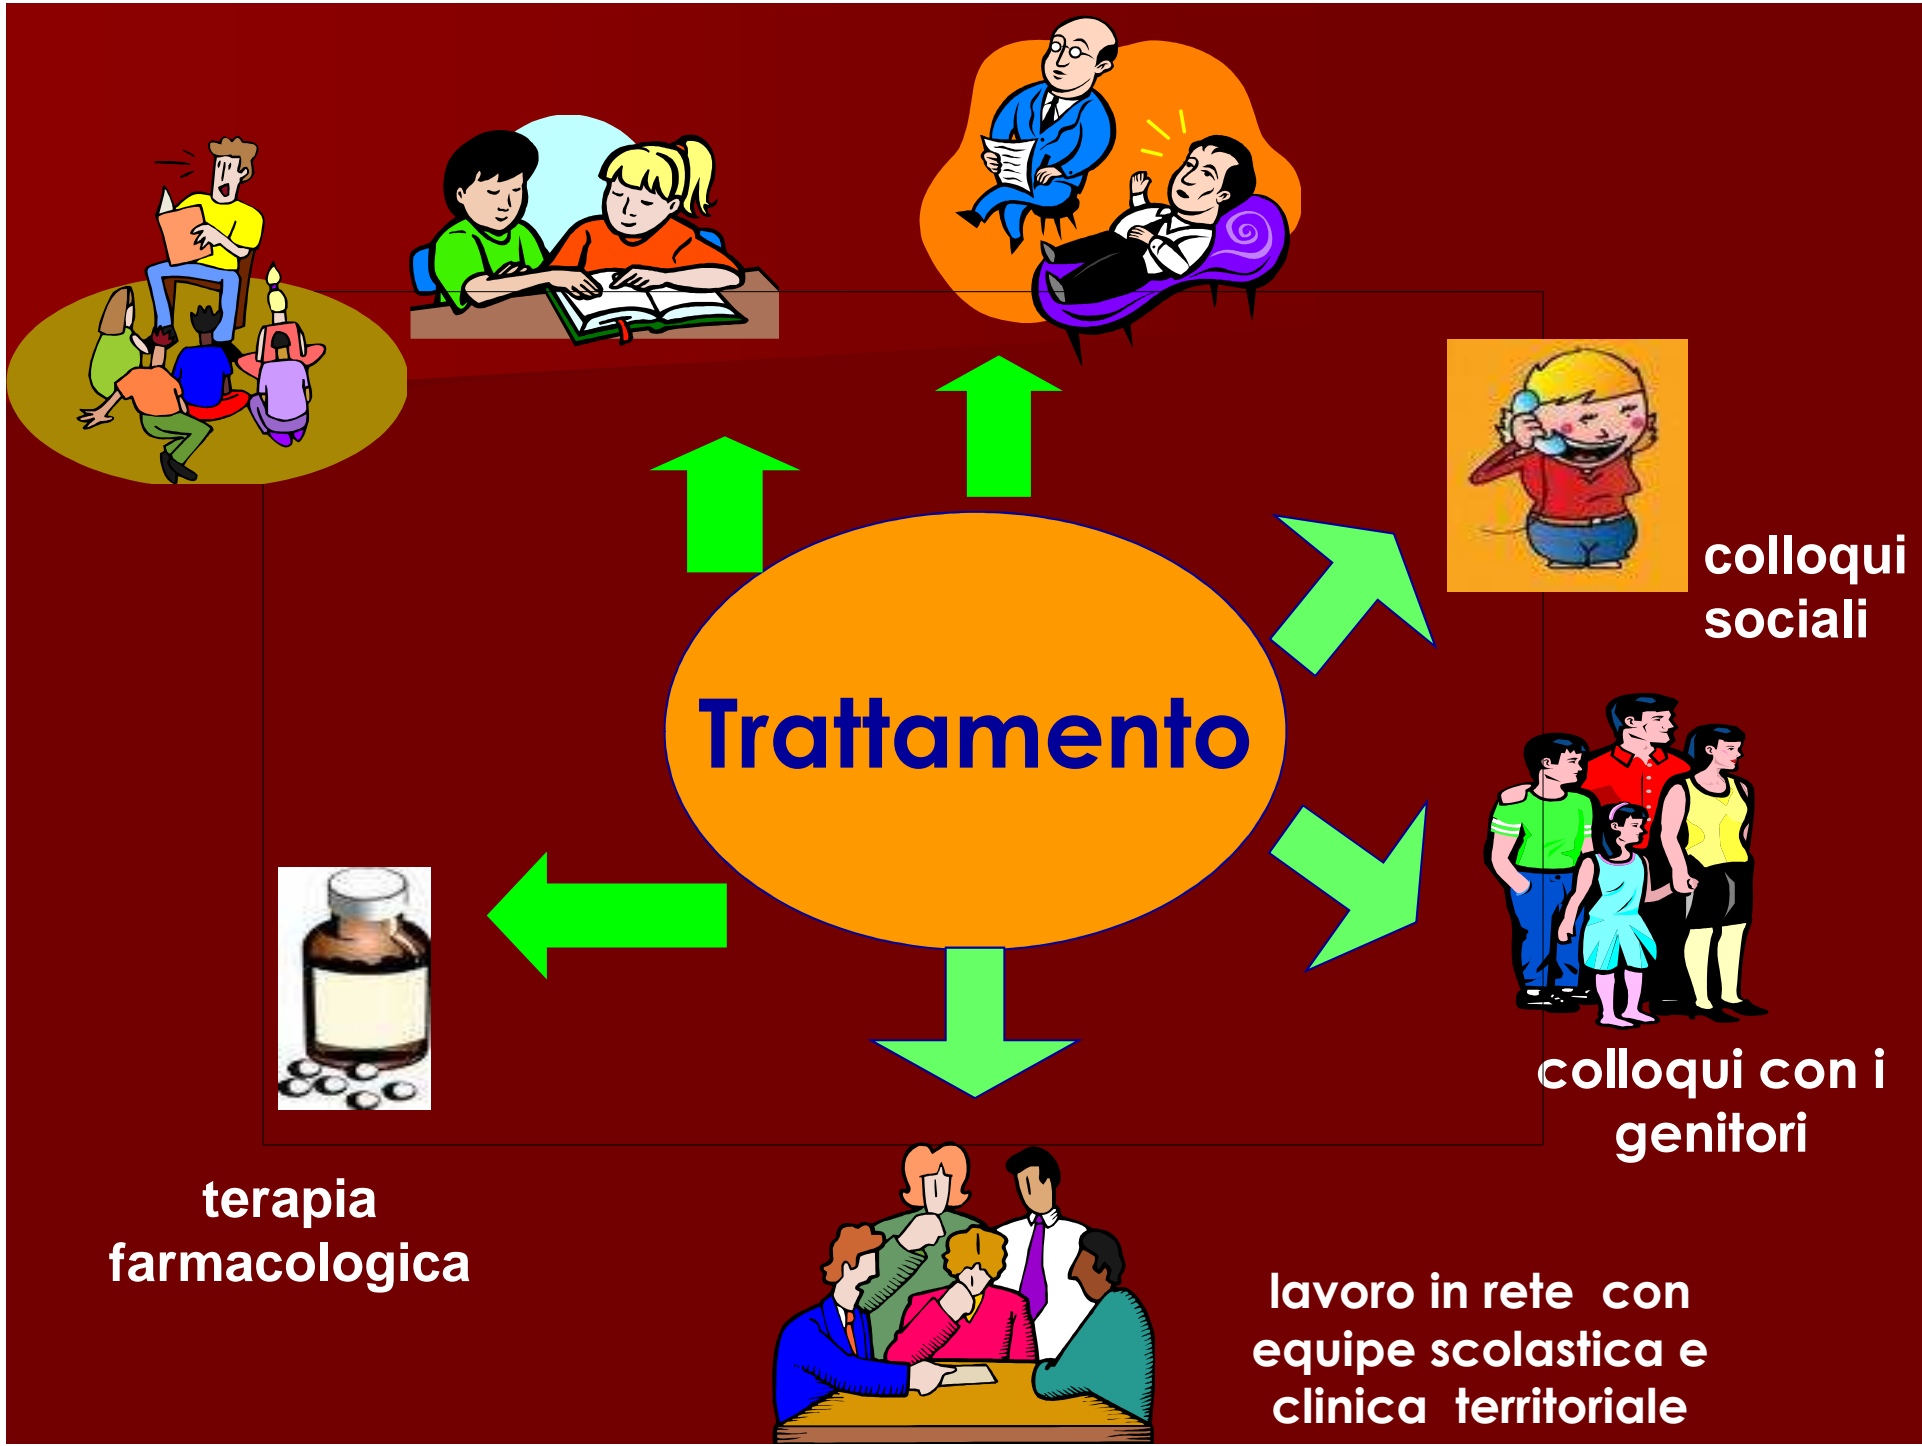 colloqui
sociali
Trattamento
colloqui con i
genitori
terapia
farmacologica
lavoro in rete  con
equipe scolastica e
clinica  territoriale